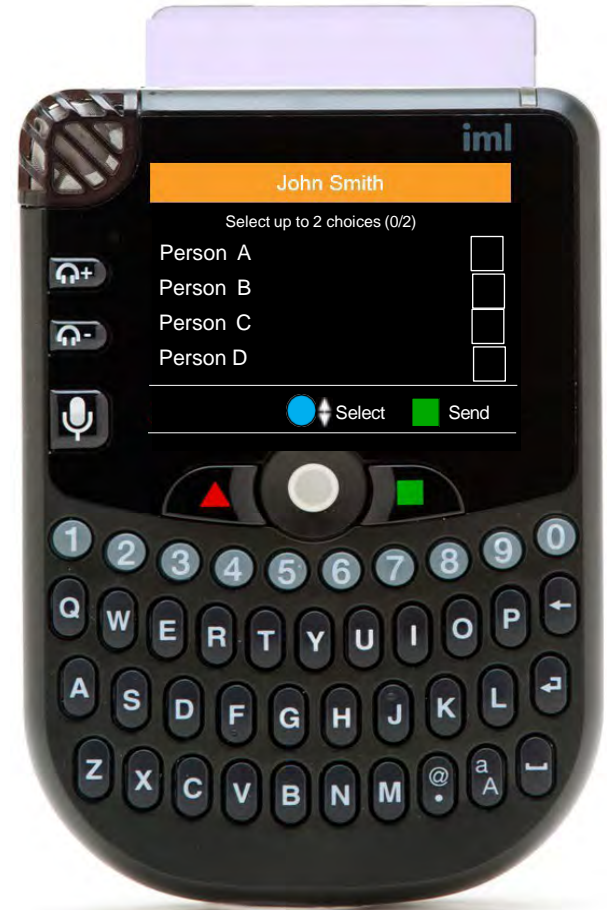 iml
John Smith
Select up to 2 choices (0/2)
Person A
Person B
Person C
Person D
Select Send
+
-
1 2 3 4 5 6 7 8 9 0
Q W E R T Y U I O P ←
A S D F G H J K L ↵
Z X C V B N M @ . a A